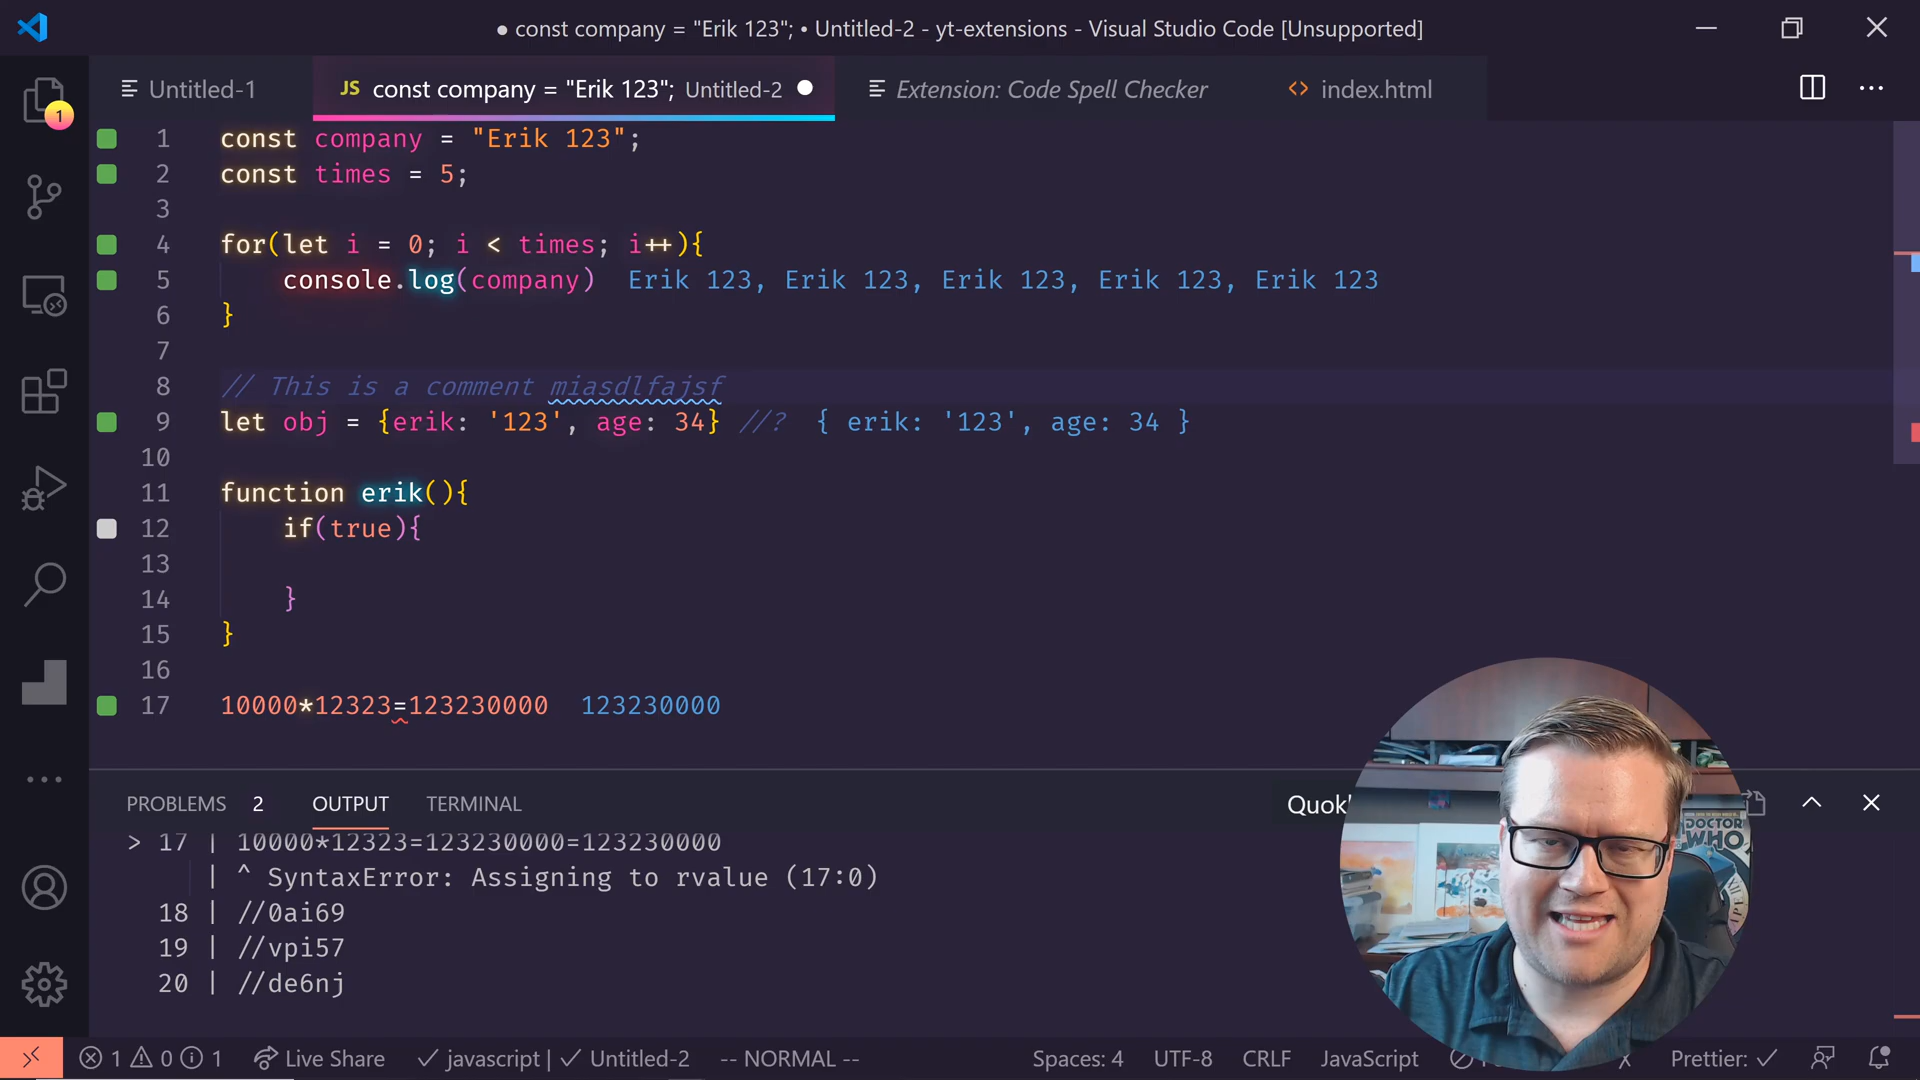 ● const company = "Erik 123"; • Untitled-2 - yt-extensions - Visual Studio Code [Unsupported]
Untitled-1
JS const company = "Erik 123"; Untitled-2
Extension: Code Spell Checker
index.html
1
1 const company = "Erik 123";
2 const times = 5;
3
4 for(let i = 0; i < times; i++){
5 console.log(company) Erik 123, Erik 123, Erik 123, Erik 123, Erik 123
6 }
7
8 // This is a comment miasdlfajsf
9 let obj = {erik: '123', age: 34} //? { erik: '123', age: 34 }
10
11 function erik(){
12 if(true){
13
14 }
15 }
16
17 10000*12323=123230000 123230000
PROBLEMS 2 OUTPUT TERMINAL
> 17 | 10000*12323=123230000=123230000
| ^ SyntaxError: Assigning to rvalue (17:0)
18 | //0ai69
19 | //vpi57
20 | //de6nj
DOCTOR
WHO
1 0 1 Live Share javascript | Untitled-2 -- NORMAL -- Spaces: 4 UTF-8 CRLF JavaScript Prettier: